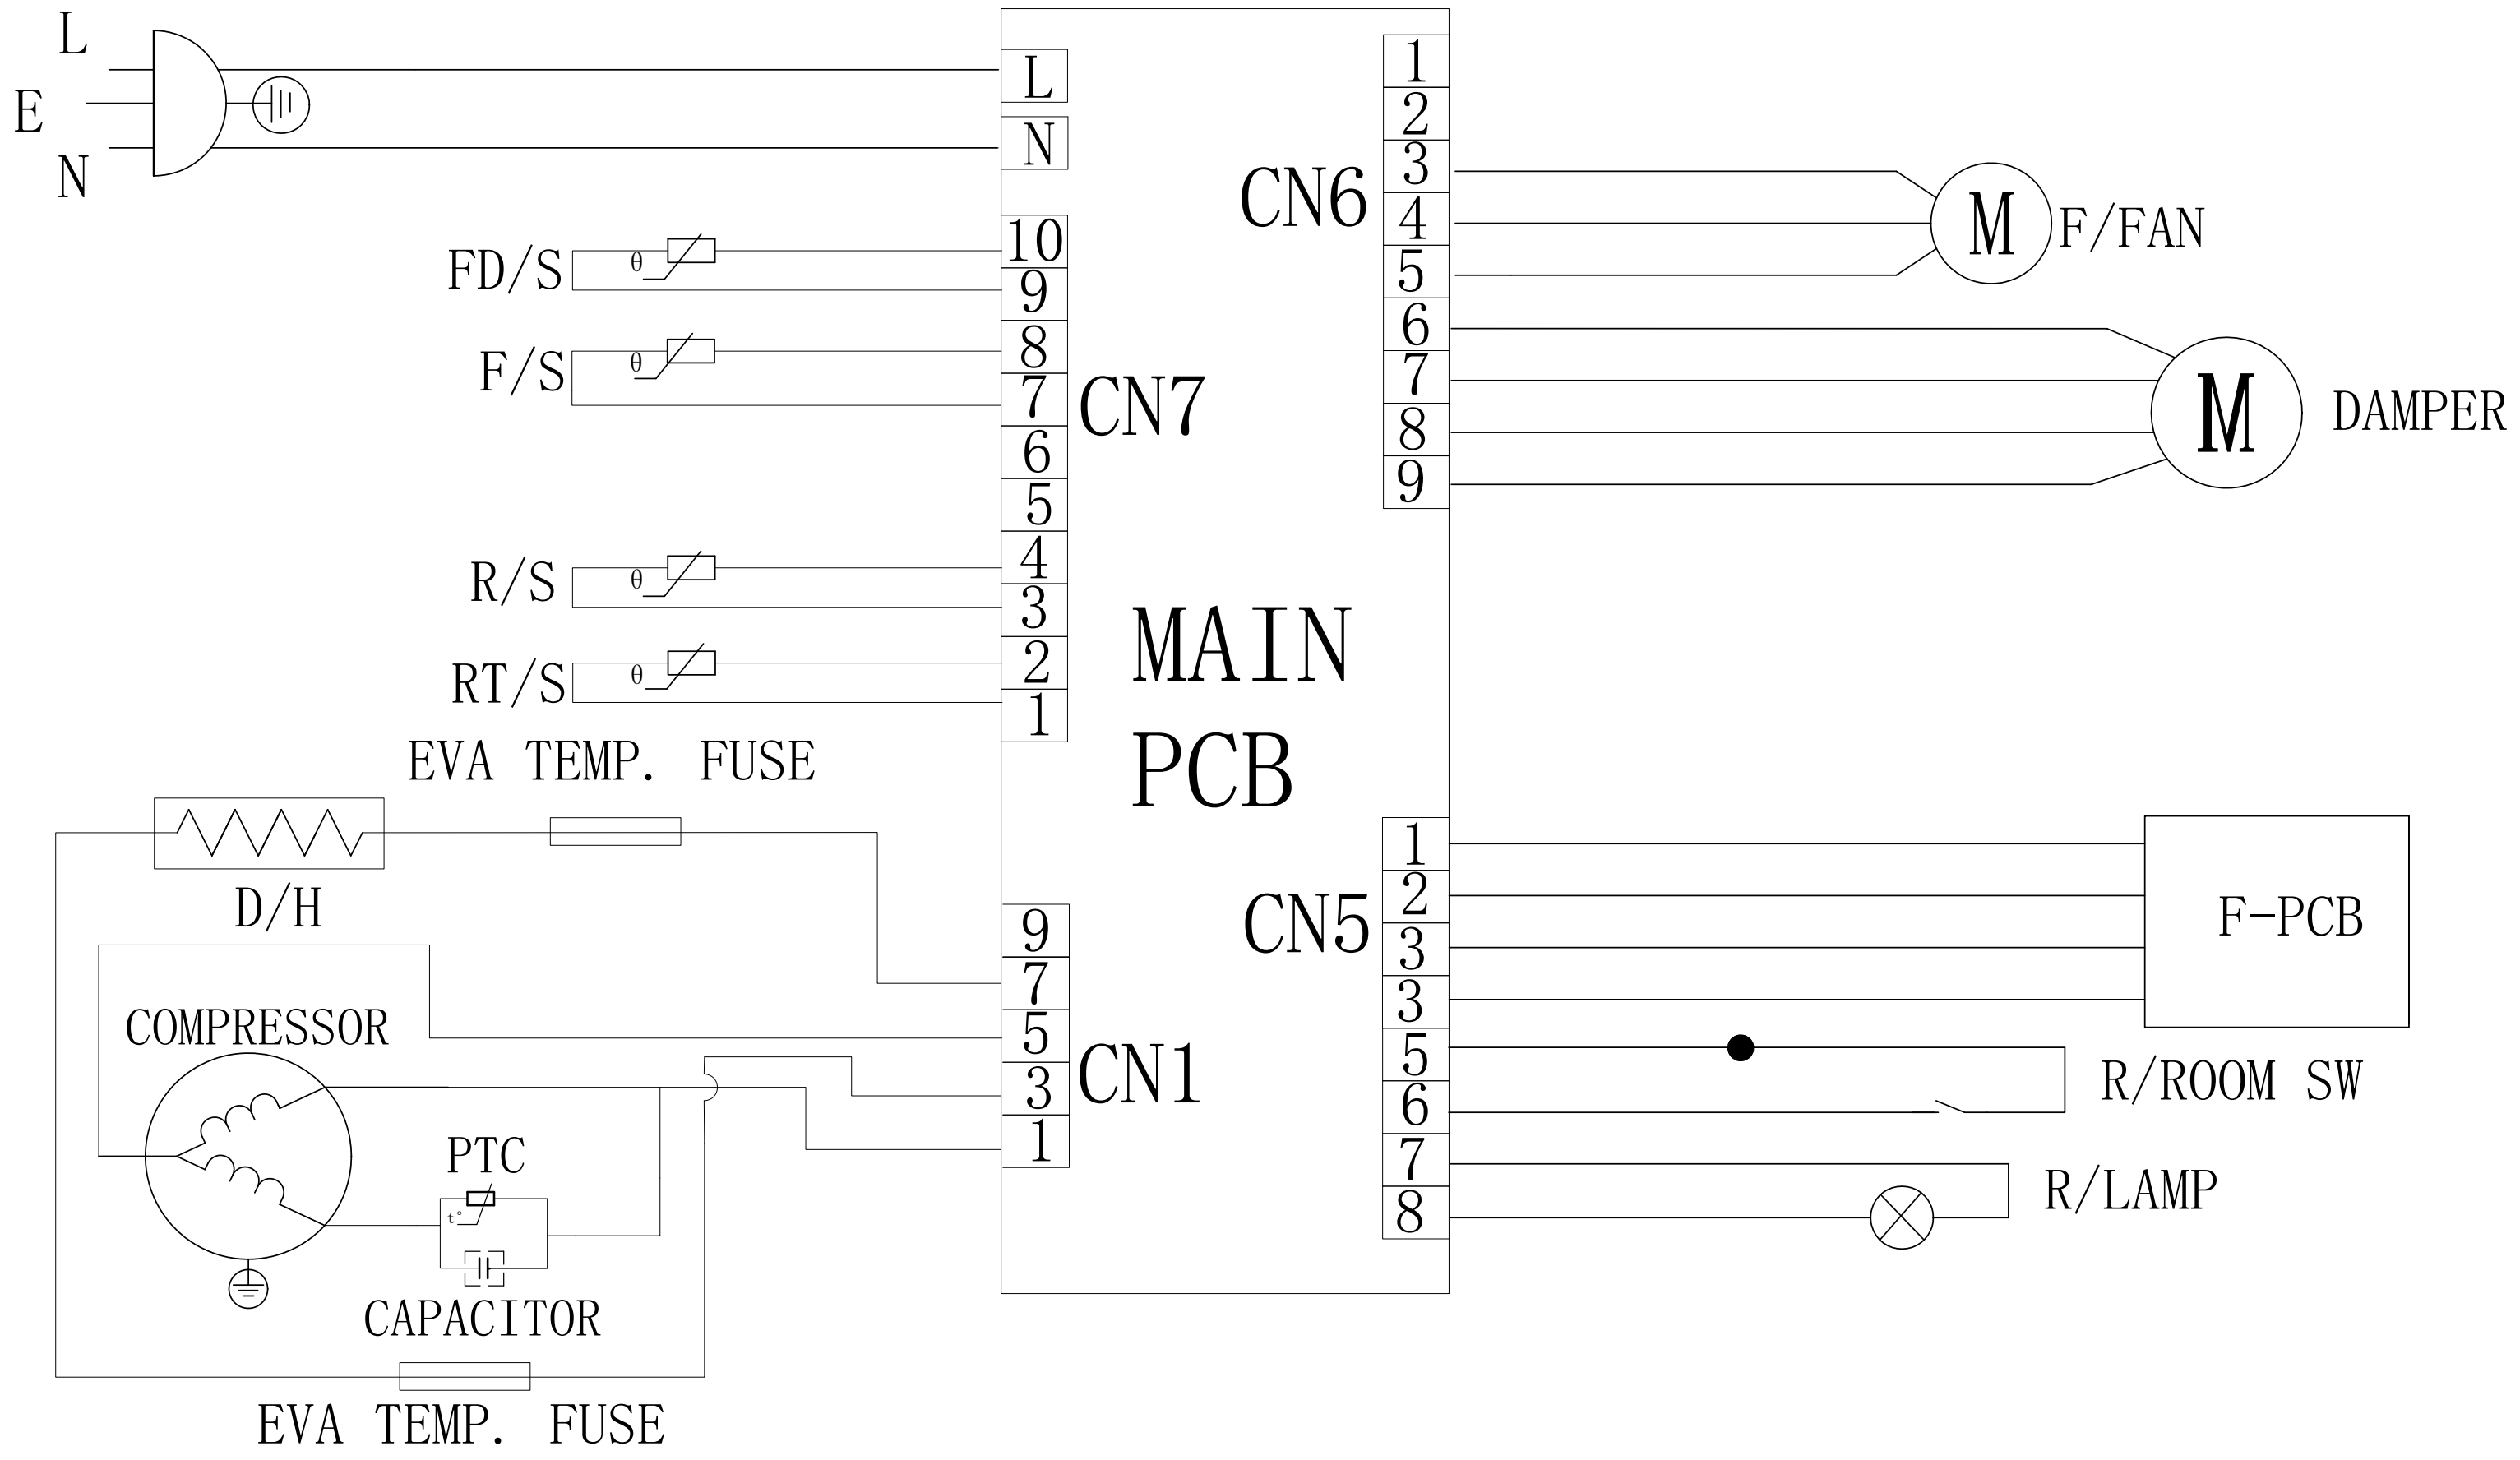 L
E
N
L
N
10
9
8
7
6
5
4
3
2
1
CN7
FD/S
θ
F/S
θ
R/S
θ
RT/S
θ
EVA TEMP. FUSE
D/H
COMPRESSOR
PTC
t°
CAPACITOR
EVA TEMP. FUSE
9
7
5
3
1
CN1
MAIN
PCB
CN6
1
2
3
4
5
6
7
8
9
M
F/FAN
M
DAMPER
CN5
1
2
3
3
5
6
7
8
F-PCB
R/ROOM SW
R/LAMP